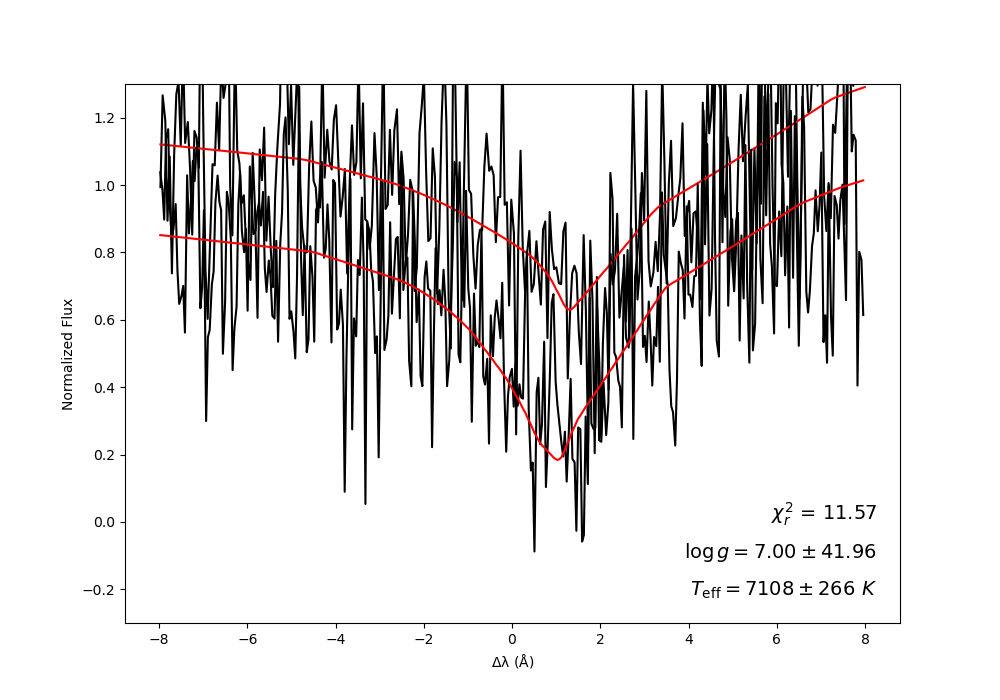 1.2
1.0
0.8
0.6
0.4
0.2
0.0
−0.2
Normalized Flux
χ²ᵣ = 11.57
log g = 7.00 ± 41.96
T_eff = 7108 ± 266 K
−8 −6 −4 −2 0 2 4 6 8
Δλ (Å)